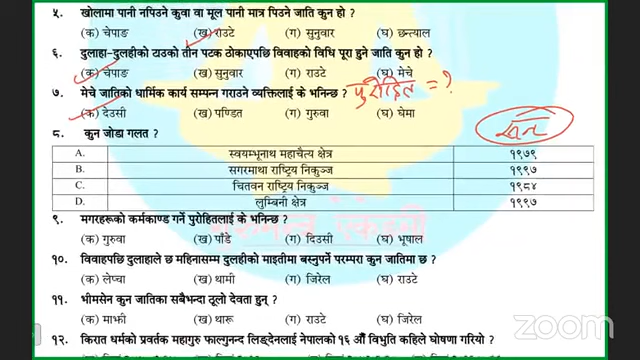 ५. खोलामा पानी नपिउने कुवा वा मूल पानी मात्र पिउने जाति कुन हो ?
(क) चेपाङ (ख) राउटे (ग) सुनुवार (घ) छन्त्याल
६. दुलाहा-दुलहीको टाउको तीन पटक ठोकाएपछि विवाहको विधि पूरा हुने जाति कुन हो ?
(क) चेपाङ (ख) सुनुवार (ग) राउटे (घ) मेचे
७. मेचे जातिको धार्मिक कार्य सम्पन्न गराउने व्यक्तिलाई के भनिन्छ ? पुरोहित = ?
(क) देउसी (ख) पण्डित (ग) गुरुवा (घ) घेमा
८. कुन जोडा गलत ?
A. स्वयम्भूनाथ महाचैत्य क्षेत्र १९७९
B. सगरमाथा राष्ट्रिय निकुञ्ज १९९७
C. चितवन राष्ट्रिय निकुञ्ज १९८४
D. लुम्बिनी क्षेत्र १९९७
९. मगरहरूको कर्मकाण्ड गर्ने पुरोहितलाई के भनिन्छ ?
(क) गुरुवा (ख) पाँडे (ग) दिउसी (घ) भूषाल
१०. विवाहपछि दुलाहाले छ महिनासम्म दुलहीको माइतीमा बस्नुपर्ने परम्परा कुन जातिमा छ ?
(क) लेप्चा (ख) थामी (ग) जिरेल (घ) राउटे
११. भीमसेन कुन जातिका सबैभन्दा ठूलो देवता हुन् ?
(क) माझी (ख) थारू (ग) राउटे (घ) जिरेल
zoom
१२. किरात धर्मको प्रवर्तक महागुरु फाल्गुनन्द लिङ्देनलाई नेपालको १६ औँ विभुति कहिले घोषणा गरियो ?